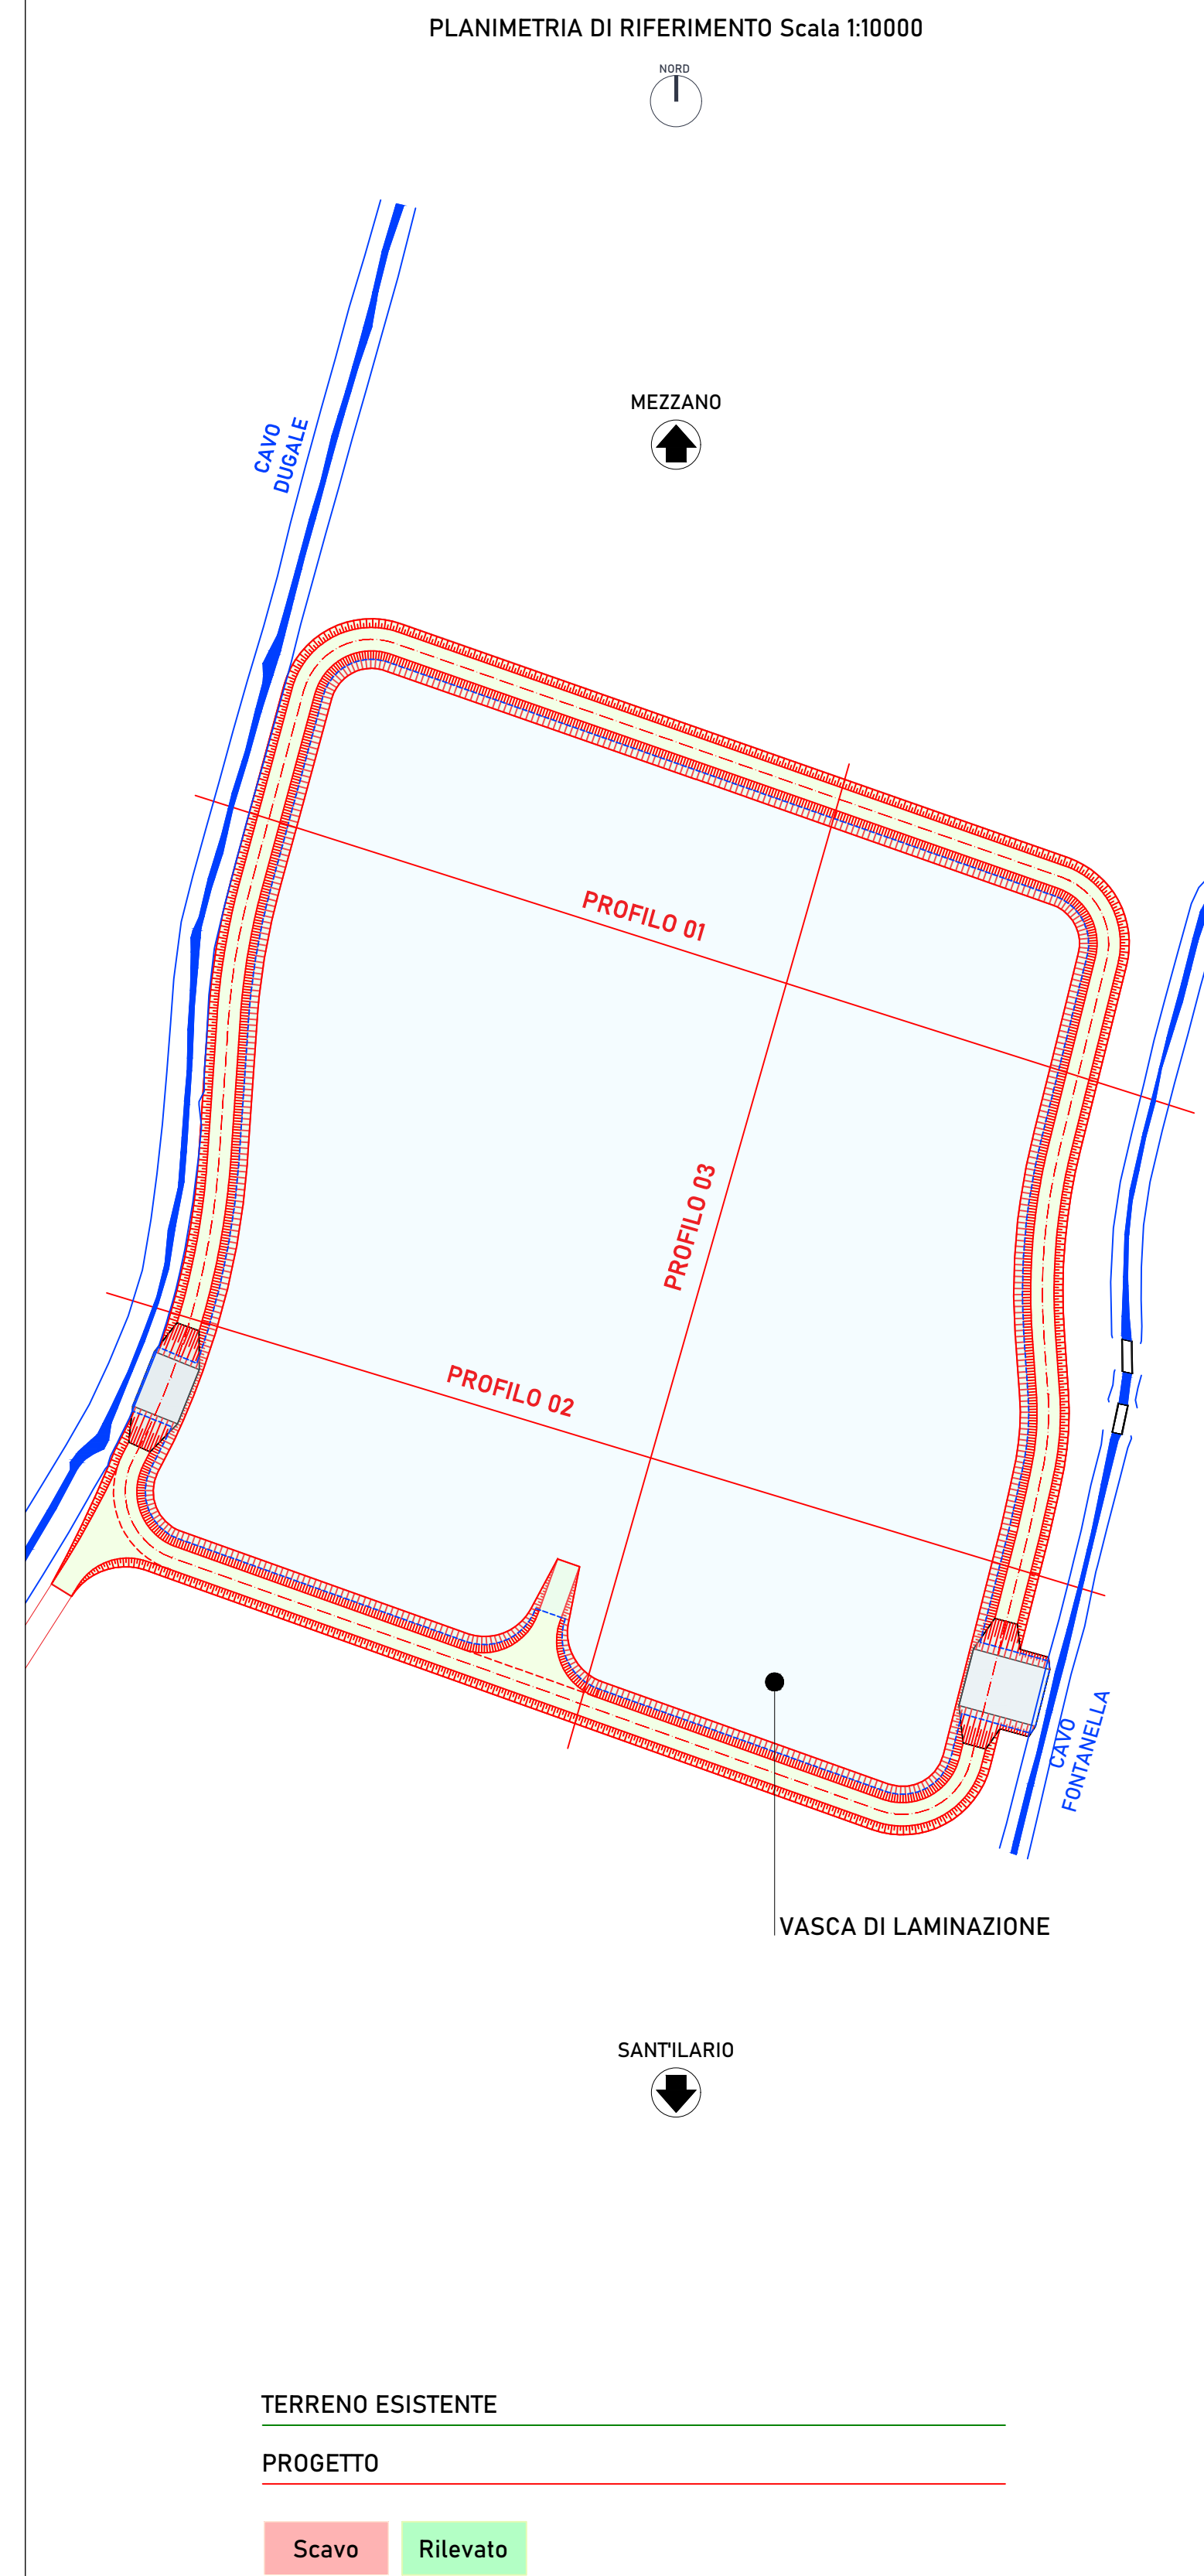 PLANIMETRIA DI RIFERIMENTO Scala 1:10000
NORD
MEZZANO
CAVO
DUGALE
PROFILO 01
PROFILO 03
PROFILO 02
CAVO
FONTANELLA
VASCA DI LAMINAZIONE
SANT'ILARIO
TERRENO ESISTENTE
PROGETTO
Scavo
Rilevato